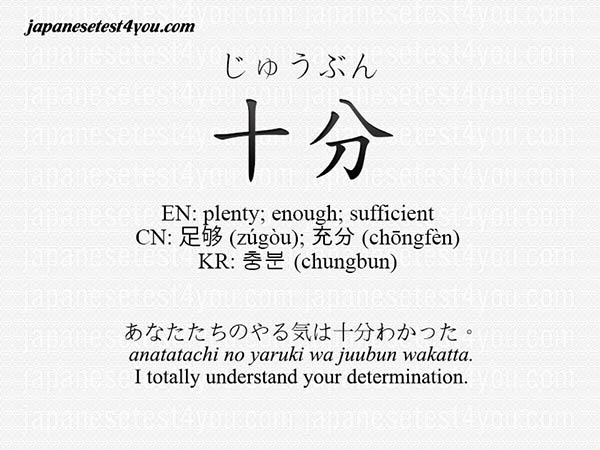 japanesetest4you.com
じゅうぶん
十分
EN: plenty; enough; sufficient
CN: 足够 (zúgòu); 充分 (chōngfèn)
KR: 충분 (chungbun)
あなたたちのやる気は十分わかった。
anatatachi no yaruki wa juubun wakatta.
I totally understand your determination.